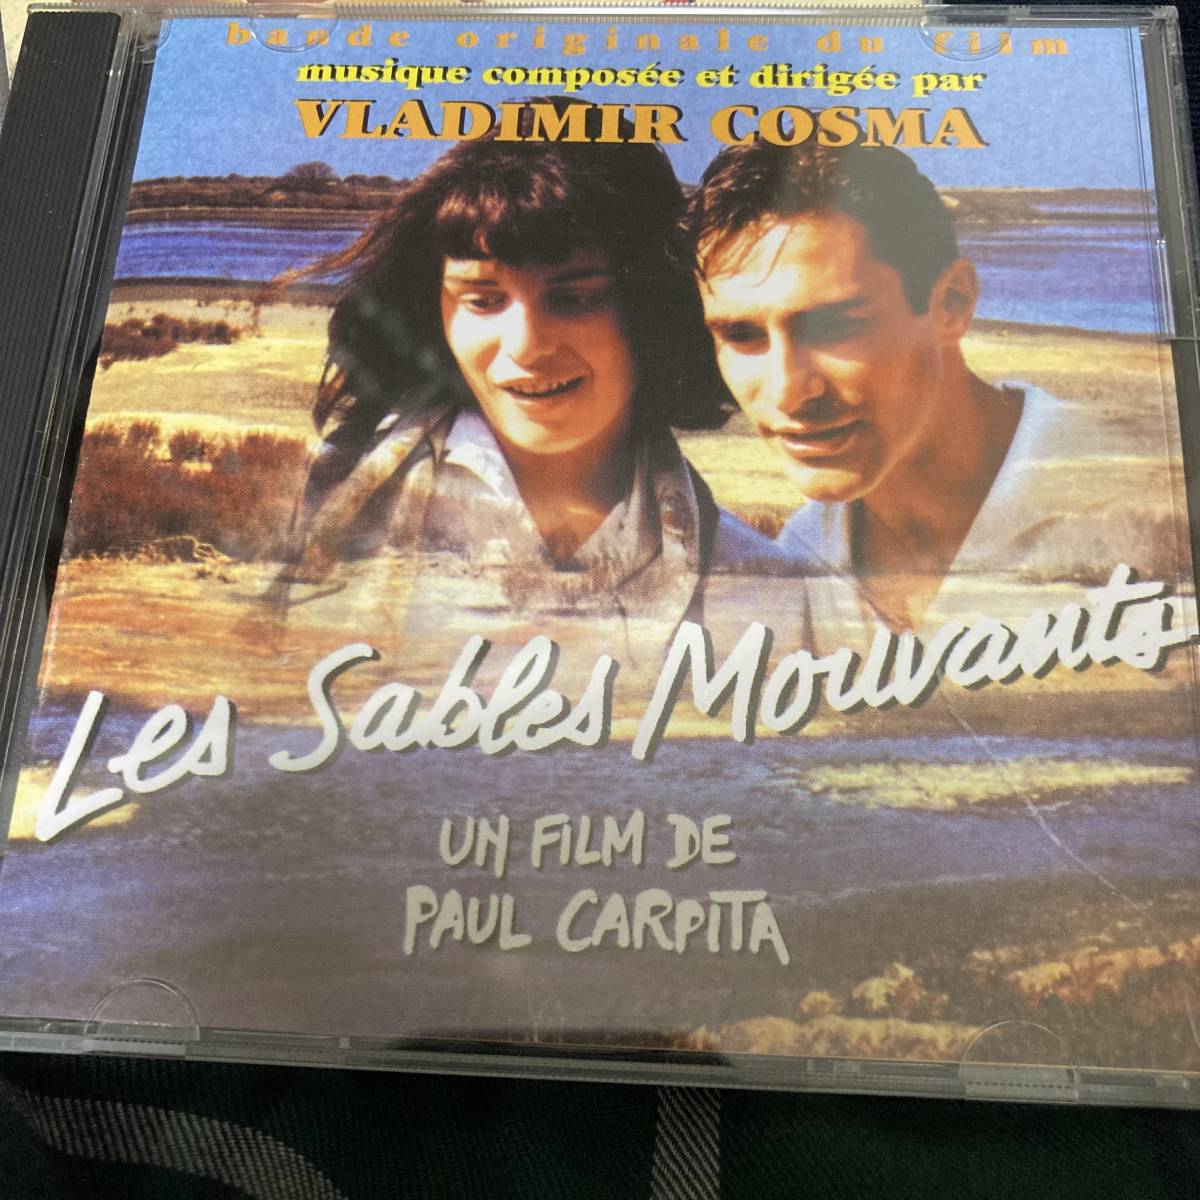 bande originale du film
musique composée et dirigée par
VLADIMIR COSMA
Les Sables Mouvants
UN FILM DE
PAUL CARPITA